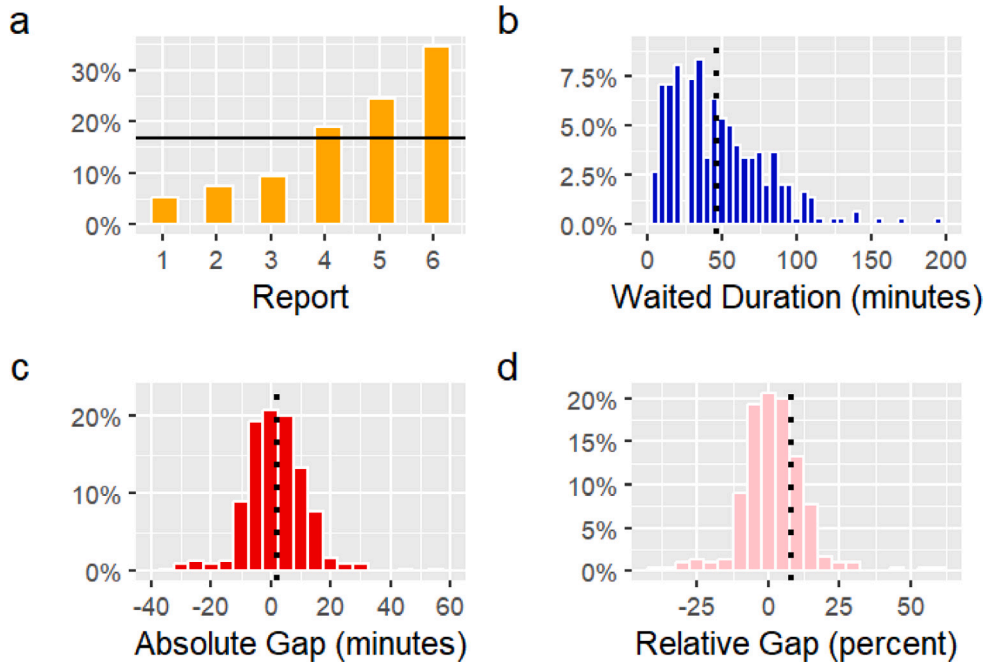 a
30%
20%
10%
0%
1 2 3 4 5 6
Report
b
7.5%
5.0%
2.5%
0.0%
0 50 100 150 200
Waited Duration (minutes)
c
20%
10%
0%
-40 -20 0 20 40 60
Absolute Gap (minutes)
d
20%
15%
10%
5%
0%
-25 0 25 50
Relative Gap (percent)